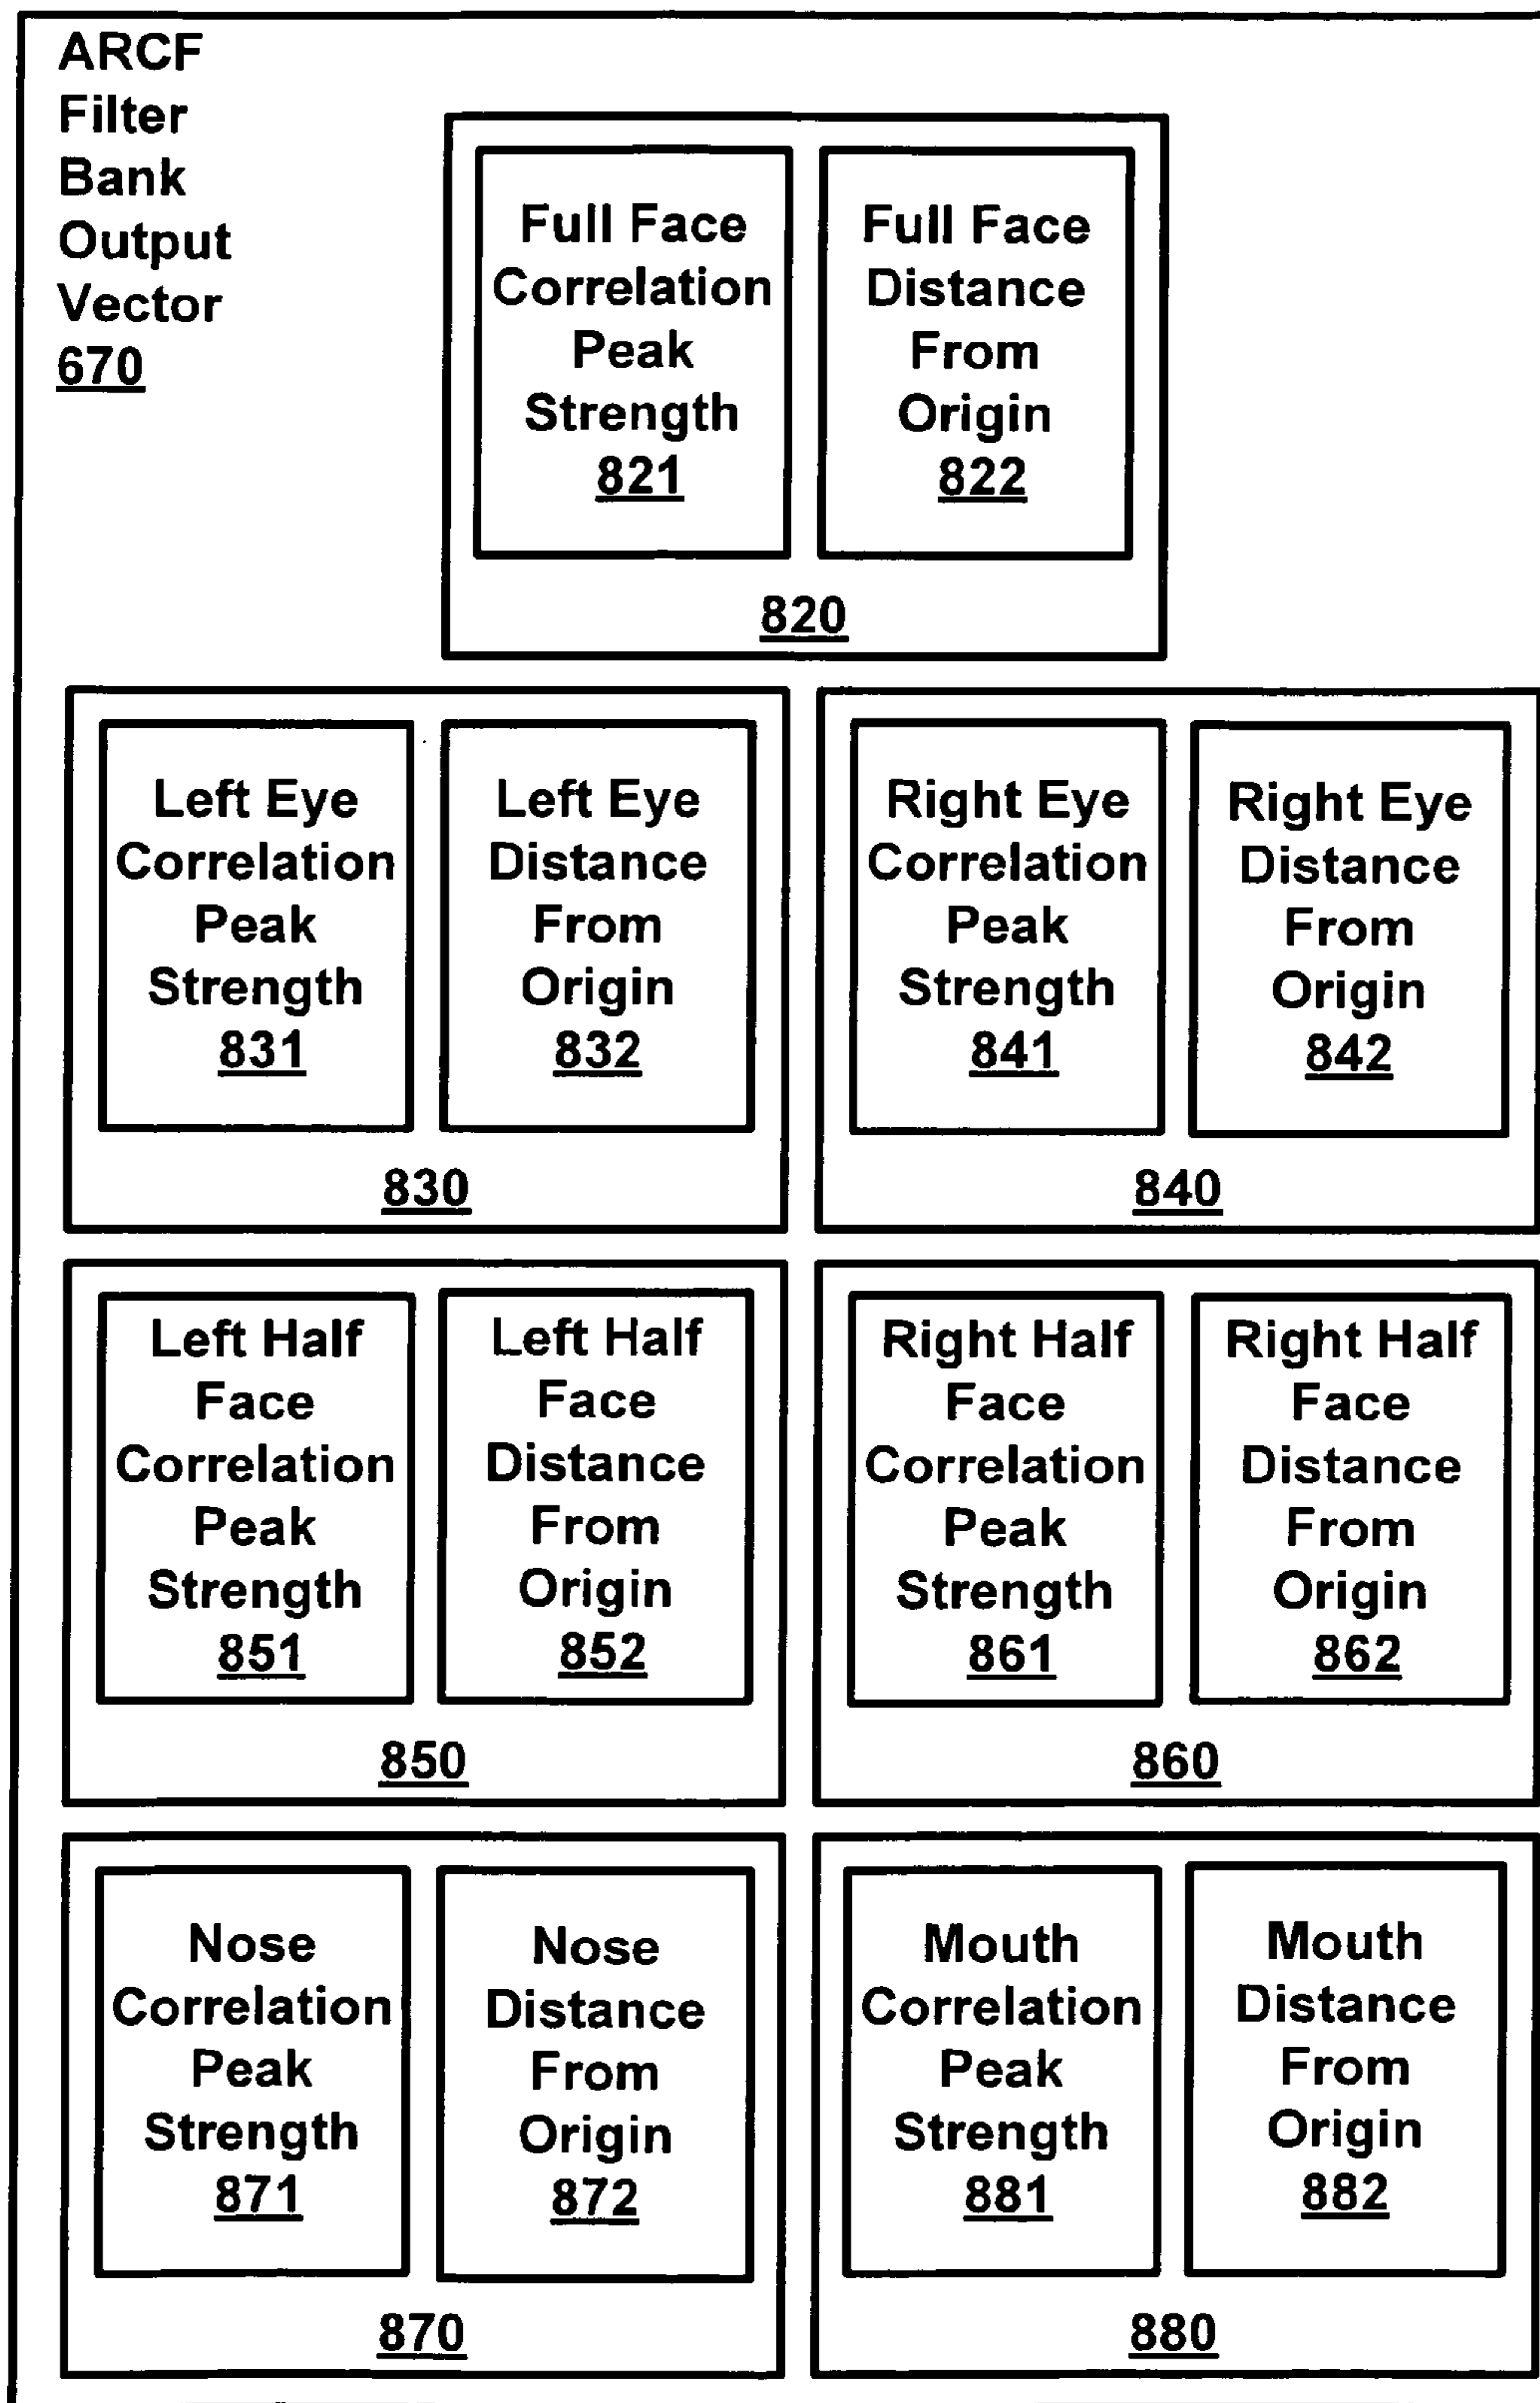 ARCF
Filter
Bank
Output
Vector
670
Full Face
Correlation
Peak
Strength
821
Full Face
Distance
From
Origin
822
820
Left Eye
Correlation
Peak
Strength
831
Left Eye
Distance
From
Origin
832
830
Right Eye
Correlation
Peak
Strength
841
Right Eye
Distance
From
Origin
842
840
Left Half
Face
Correlation
Peak
Strength
851
Left Half
Face
Distance
From
Origin
852
850
Right Half
Face
Correlation
Peak
Strength
861
Right Half
Face
Distance
From
Origin
862
860
Nose
Correlation
Peak
Strength
871
Nose
Distance
From
Origin
872
870
Mouth
Correlation
Peak
Strength
881
Mouth
Distance
From
Origin
882
880